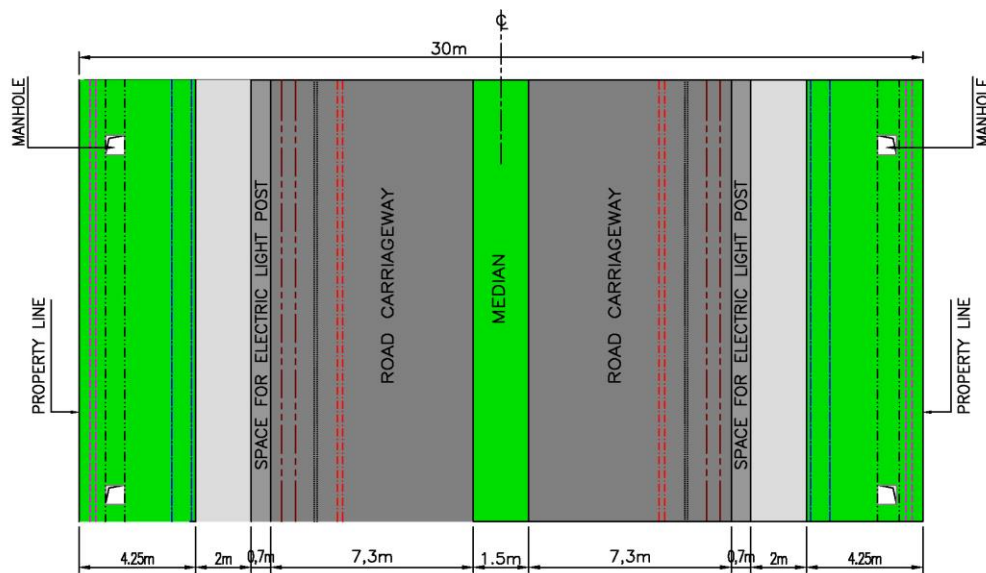 ℄
30m
MANHOLE
MANHOLE
SPACE FOR ELECTRIC LIGHT POST
ROAD CARRIAGEWAY
MEDIAN
ROAD CARRIAGEWAY
SPACE FOR ELECTRIC LIGHT POST
PROPERTY LINE
PROPERTY LINE
4.25m 2m 0,7m 7,3m 1.5m 7,3m 0,7m 2m 4.25m